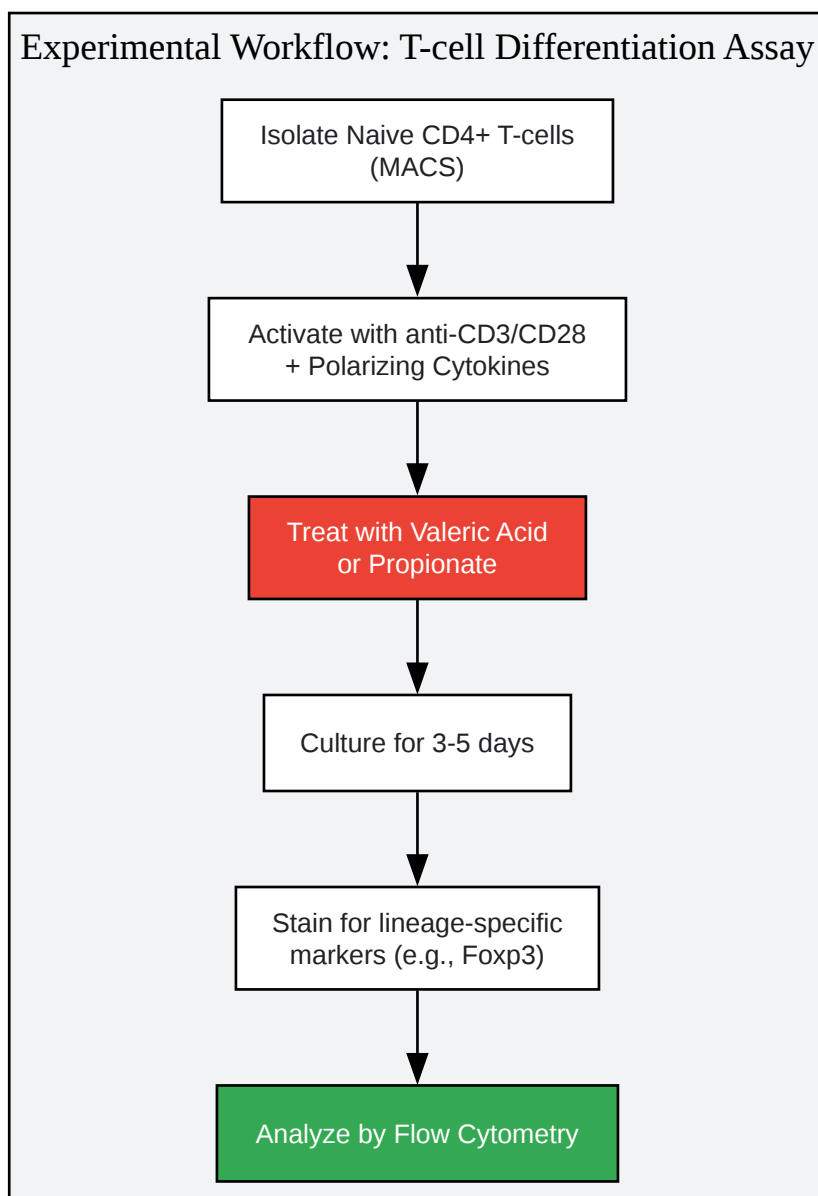 Experimental Workflow: T-cell Differentiation Assay
Isolate Naive CD4+ T-cells
(MACS)
Activate with anti-CD3/CD28
+ Polarizing Cytokines
Treat with Valeric Acid
or Propionate
Culture for 3-5 days
Stain for lineage-specific
markers (e.g., Foxp3)
Analyze by Flow Cytometry